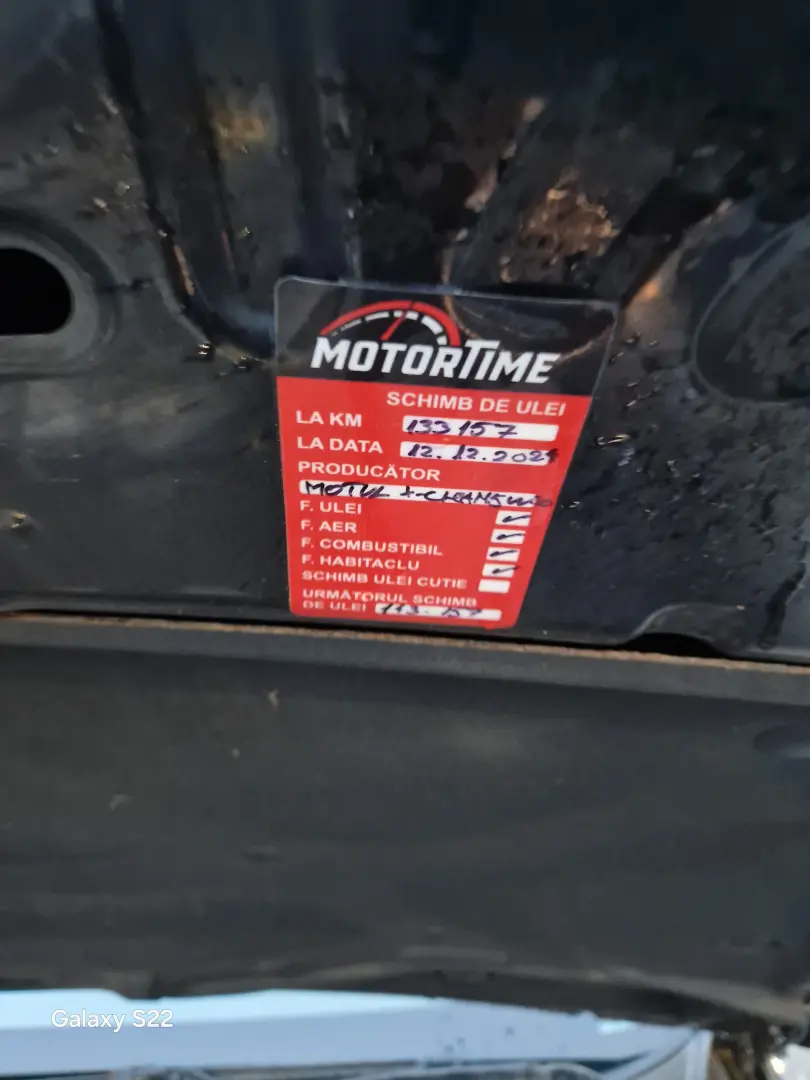 MOTORTIME
SCHIMB DE ULEI
LA KM 133157
LA DATA 12.12.2024
PRODUCĂTOR
MOTUL
F. ULEI
F. AER
F. COMBUSTIBIL
F. HABITACLU
SCHIMB ULEI CUTIE
URMĂTORUL SCHIMB
DE ULEI
Galaxy S22